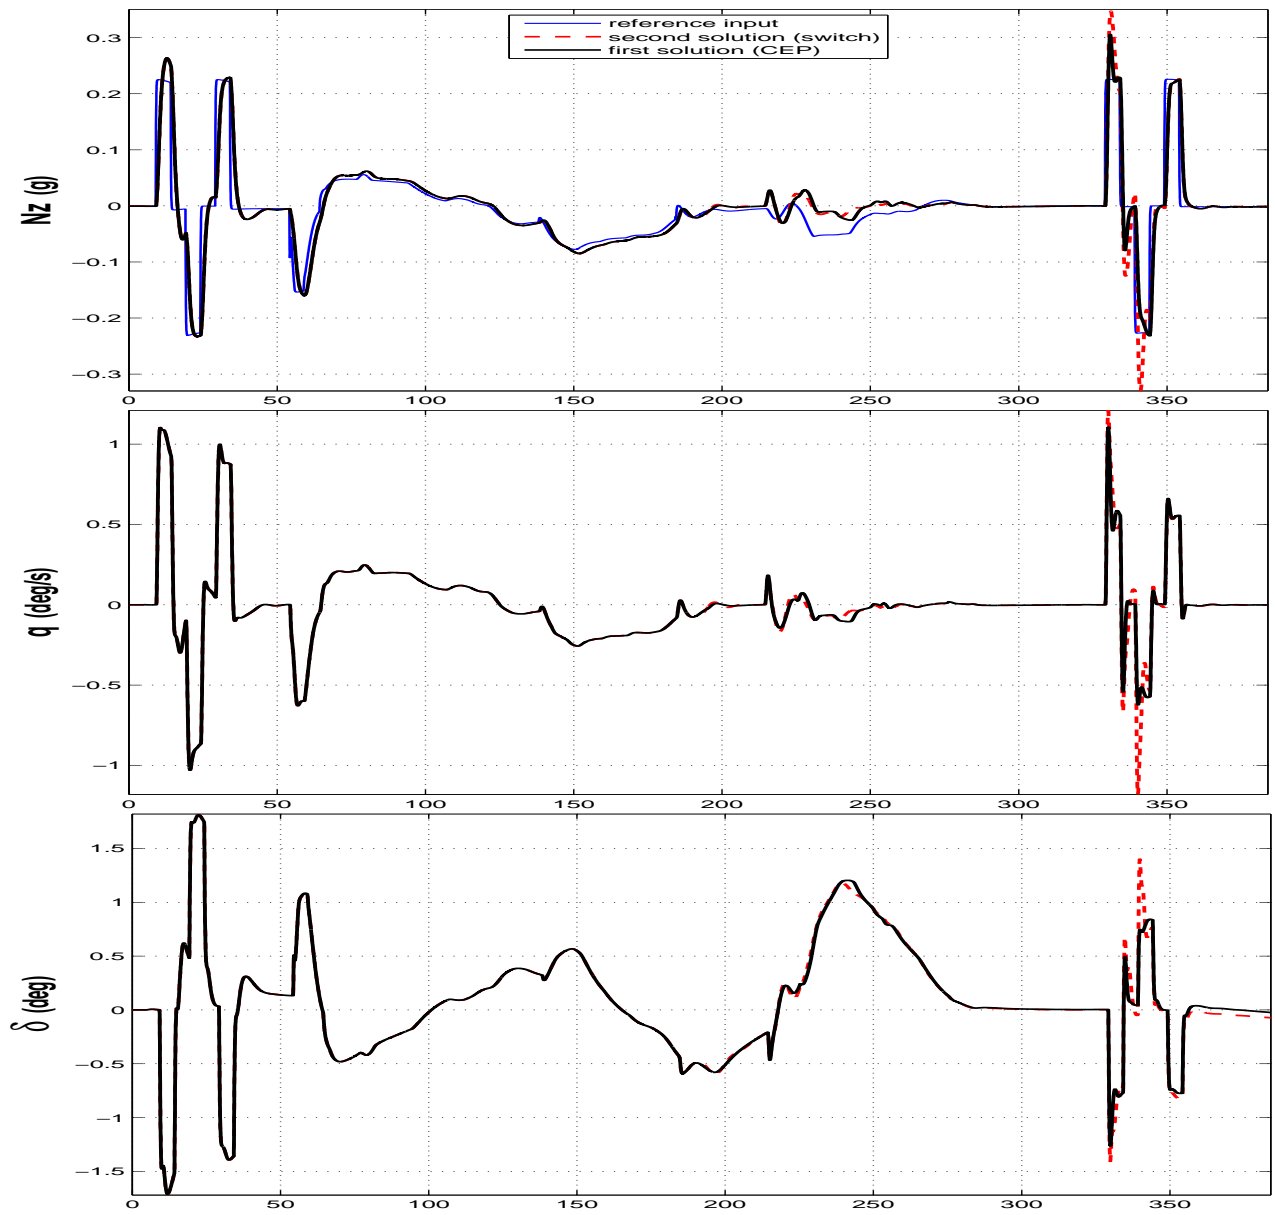 reference input
second solution (switch)
first solution (CEP)
0.3
0.2
0.1
0
−0.1
−0.2
−0.3
Nz (g)
0 50 100 150 200 250 300 350
1
0.5
0
−0.5
−1
q (deg/s)
0 50 100 150 200 250 300 350
1.5
1
0.5
0
−0.5
−1
−1.5
δ (deg)
0 50 100 150 200 250 300 350